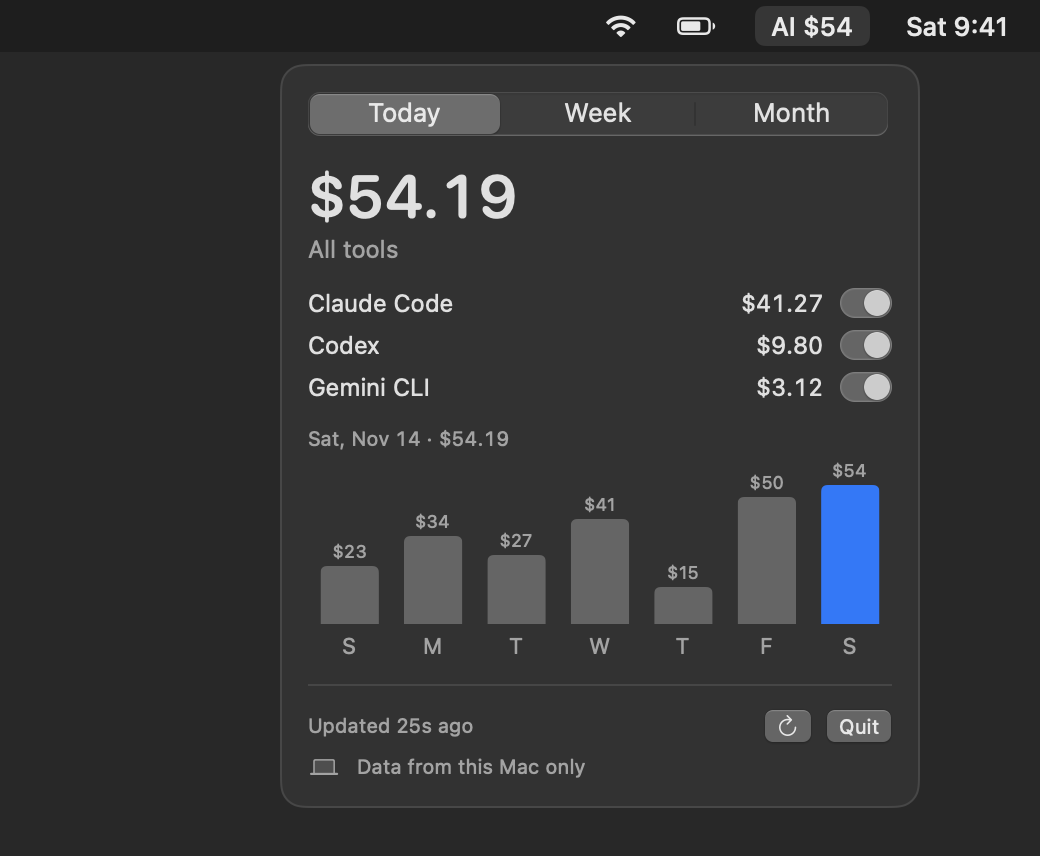 AI $54 Sat 9:41
Today Week Month
$54.19
All tools
Claude Code $41.27
Codex $9.80
Gemini CLI $3.12
Sat, Nov 14 · $54.19
$23 $34 $27 $41 $15 $50 $54
S M T W T F S
Updated 25s ago Quit
Data from this Mac only